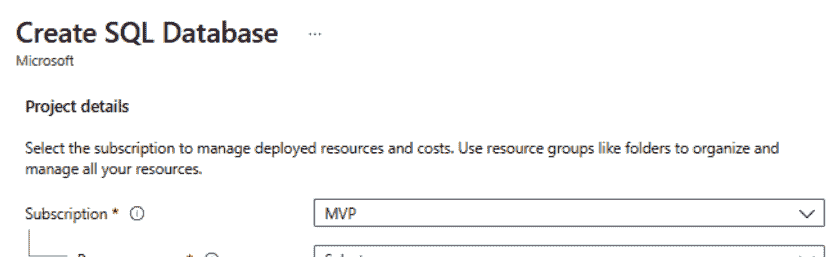 Create SQL Database ...
Microsoft
Project details
Select the subscription to manage deployed resources and costs. Use resource groups like folders to organize and
manage all your resources.
Subscription * MVP